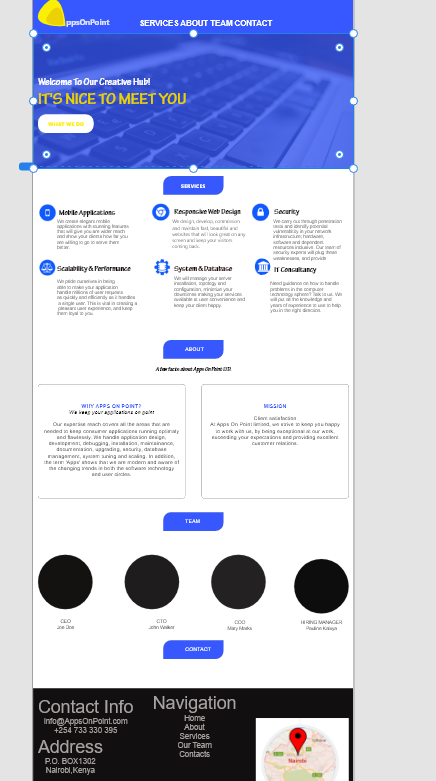 ppsOnPoint
SERVICES ABOUT TEAM CONTACT
Welcome To Our Creative Hub!
IT'S NICE TO MEET YOU
WHAT WE DO
SERVICES
Mobile Applications
We create elegant mobile
applications with stunning features
that will give you are wider reach
and show your clients how far you
are willing to go to serve them
better.
Responsive Web Design
We design, develop, commission
and maintain fast, beautiful and
websites that will look great on any
screen and keep your visitors
coming back.
Security
We carry out through penetration
tests and identify potential
vulnerability in your network
infrastructure, hardware,
software and dependent
resources inclusive. Our team of
security experts will plug those
weakness, and provide
Scalability & Performance
We pride ourselves in being
able to make your application
handle millions of user requests
as quickly and efficiently as it handles
a single user. This is vital in creating a
pleasant user experience, and keep
them loyal to you.
System & Database
We will manage your server
installation, topology, and
configuration, minimize your
downtimes making your services
available at user convenience and
keep your client happy.
IT Consultancy
Need guidance on how to handle
problems in the computer
technology sphere? Talk to us. We
will put all the knowledge and
years of experience to use to help
you in the right direction.
ABOUT
A few facts about Apps On Point LTD
WHY APPS ON POINT?
We keep your applications on point
Our expertise reach covers all the areas that are
needed to keep consumer applications running optimally
and flawlessly. We handle application design,
development, debugging, installation, maintenance,
documentation, upgrading, security, database
management, system tuning and scaling. In addition,
the term 'Apps' shows that we are modern and aware of
the changing trends in both the software technology
and user circles.
MISSION
Client satisfaction
At Apps On Point limited, we strive to keep you happy
to work with us, by being exceptional at our work,
exceeding your expectations and providing excellent
customer relations.
TEAM
CEO
Joe Doe
CTO
John Walker
COO
Mary Marks
HIRING MANAGER
Pauline Kalaya
CONTACT
Contact Info
info@AppsOnPoint.com
+254 733 330 395
Address
P.O. BOX1302
Nairobi,Kenya
Navigation
Home
About
Services
Our Team
Contacts
Nairobi